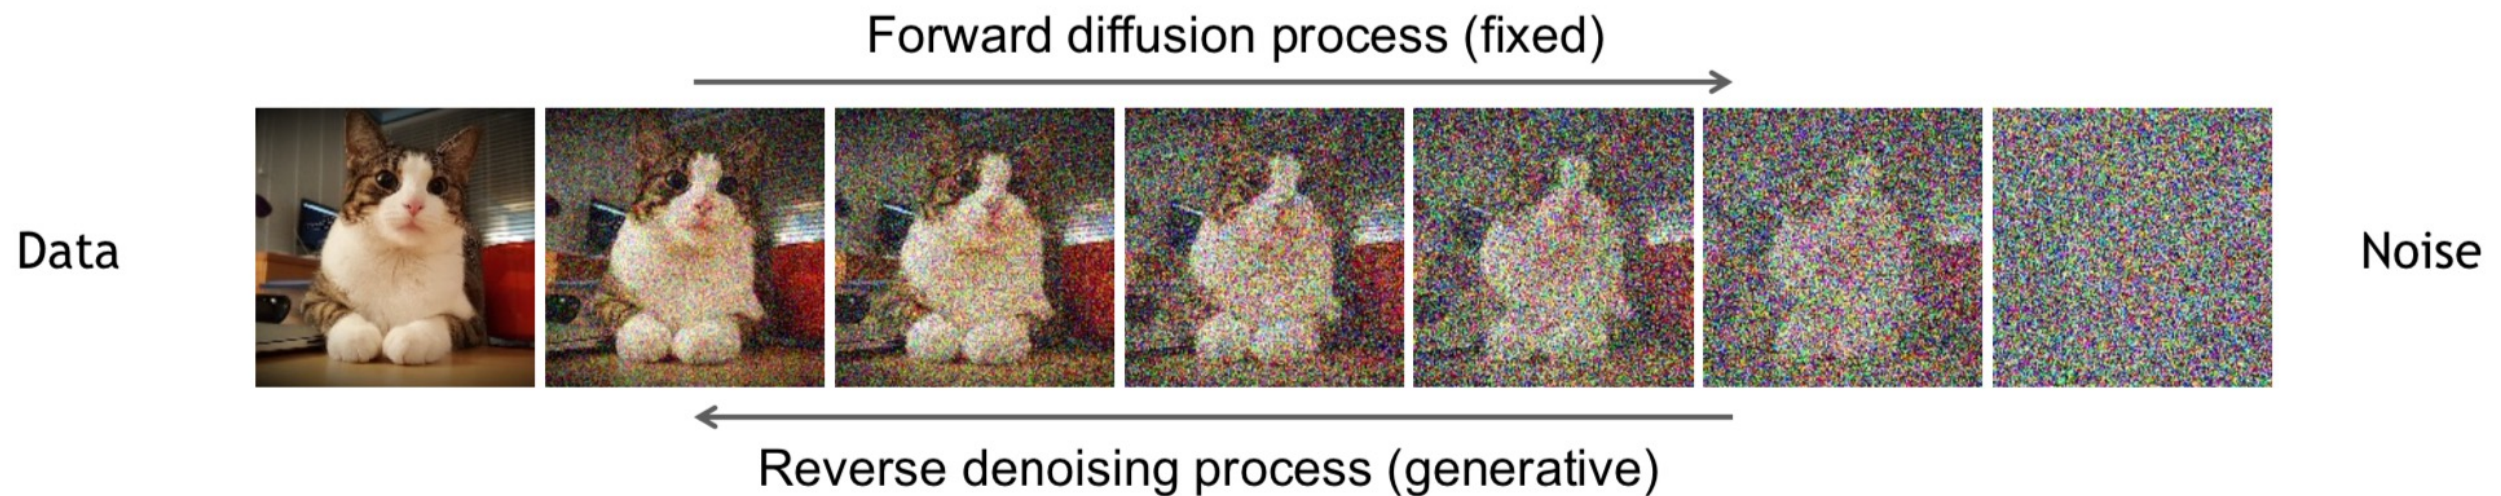 Forward diffusion process (fixed)
Data
Noise
Reverse denoising process (generative)